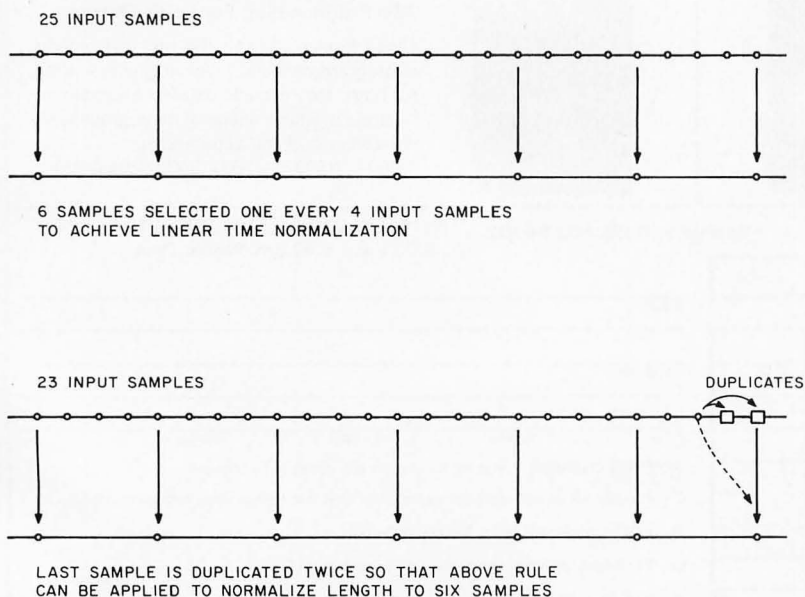 25 INPUT SAMPLES
6 SAMPLES SELECTED ONE EVERY 4 INPUT SAMPLES
TO ACHIEVE LINEAR TIME NORMALIZATION
23 INPUT SAMPLES
DUPLICATES
LAST SAMPLE IS DUPLICATED TWICE SO THAT ABOVE RULE
CAN BE APPLIED TO NORMALIZE LENGTH TO SIX SAMPLES